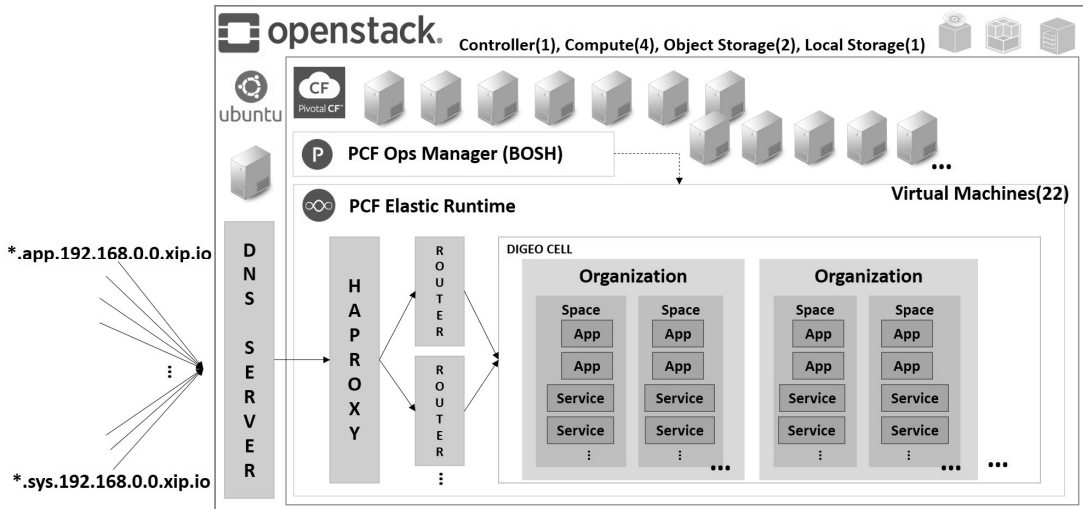 openstack.
Controller(1), Compute(4), Object Storage(2), Local Storage(1)
ubuntu
CF
Pivotal CF™
P
PCF Ops Manager (BOSH)
...
Virtual Machines(22)
PCF Elastic Runtime
*.app.192.168.0.0.xip.io
...
*.sys.192.168.0.0.xip.io
DNS SERVER
HAPROXY
ROUTER
ROUTER
...
DIGEO CELL
Organization
Space
App
App
Service
Service
...
Space
App
App
Service
Service
...
...
Organization
Space
App
App
Service
Service
...
Space
App
App
Service
Service
...
...
...